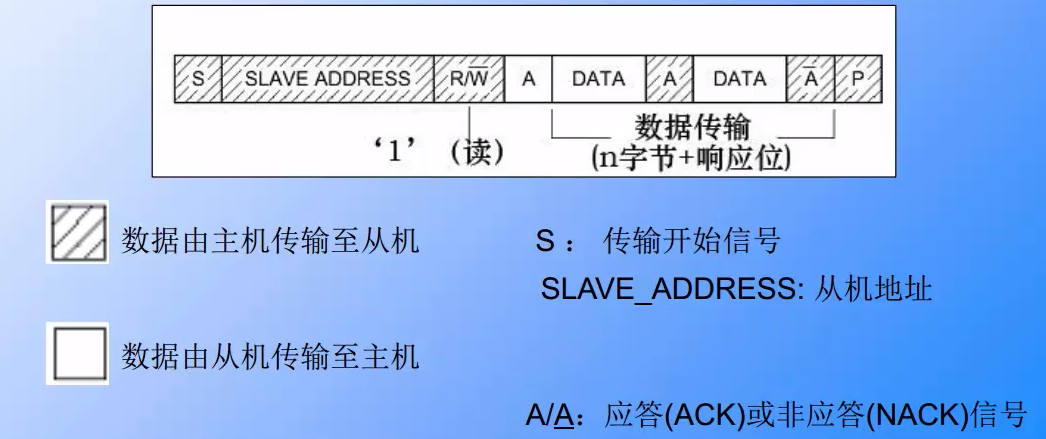 S SLAVE ADDRESS R/W̅ A DATA A DATA A̅ P
数据传输
‘1’ (读) (n字节+响应位)
数据由主机传输至从机 S： 传输开始信号
SLAVE_ADDRESS: 从机地址
数据由从机传输至主机
A/A̲：应答(ACK)或非应答(NACK)信号